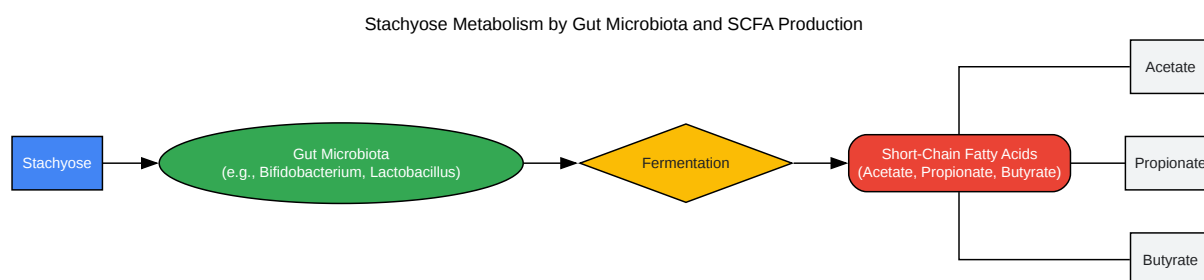 Stachyose Metabolism by Gut Microbiota and SCFA Production
Stachyose
Gut Microbiota
(e.g., Bifidobacterium, Lactobacillus)
Fermentation
Short-Chain Fatty Acids
(Acetate, Propionate, Butyrate)
Acetate
Propionate
Butyrate